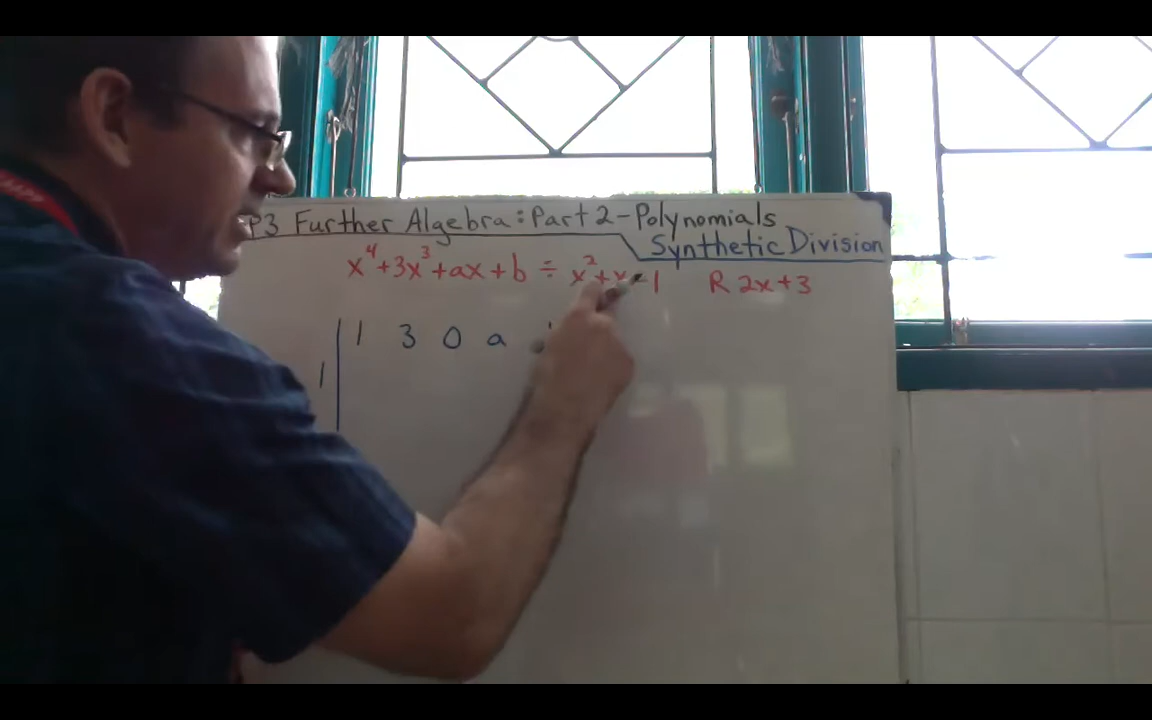 P3 Further Algebra: Part 2 - Polynomials
Synthetic Division
x⁴+3x³+ax+b ÷ x²+x-1 R 2x+3
1 3 0 a
1